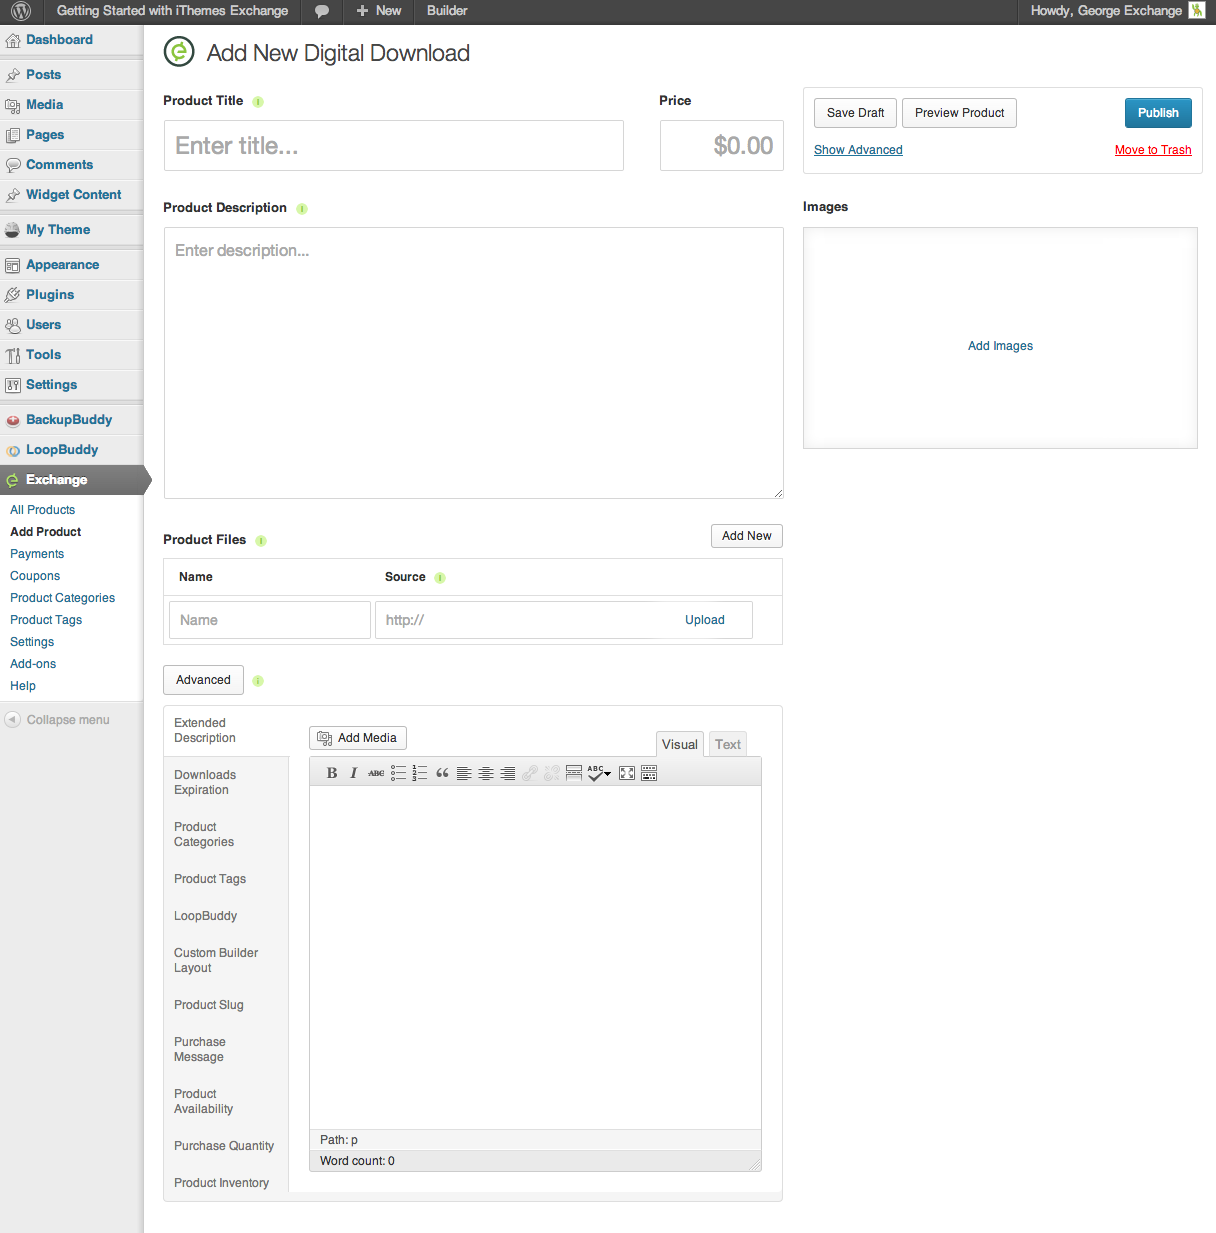 Getting Started with iThemes Exchange
New
Builder
Howdy, George Exchange
Dashboard
Posts
Media
Pages
Comments
Widget Content
My Theme
Appearance
Plugins
Users
Tools
Settings
BackupBuddy
LoopBuddy
Exchange
All Products
Add Product
Payments
Coupons
Product Categories
Product Tags
Settings
Add-ons
Help
Collapse menu
Add New Digital Download
Product Title i
Enter title...
Price
$0.00
Save Draft
Preview Product
Publish
Show Advanced
Move to Trash
Product Description i
Enter description...
Images
Add Images
Product Files i
Add New
Name
Source i
Name
http://
Upload
Advanced i
Extended
Description
Downloads
Expiration
Product
Categories
Product Tags
LoopBuddy
Custom Builder
Layout
Product Slug
Purchase
Message
Product
Availability
Purchase Quantity
Product Inventory
Add Media
Visual
Text
B I ABC
1
2
3
ABC
Path: p
Word count: 0